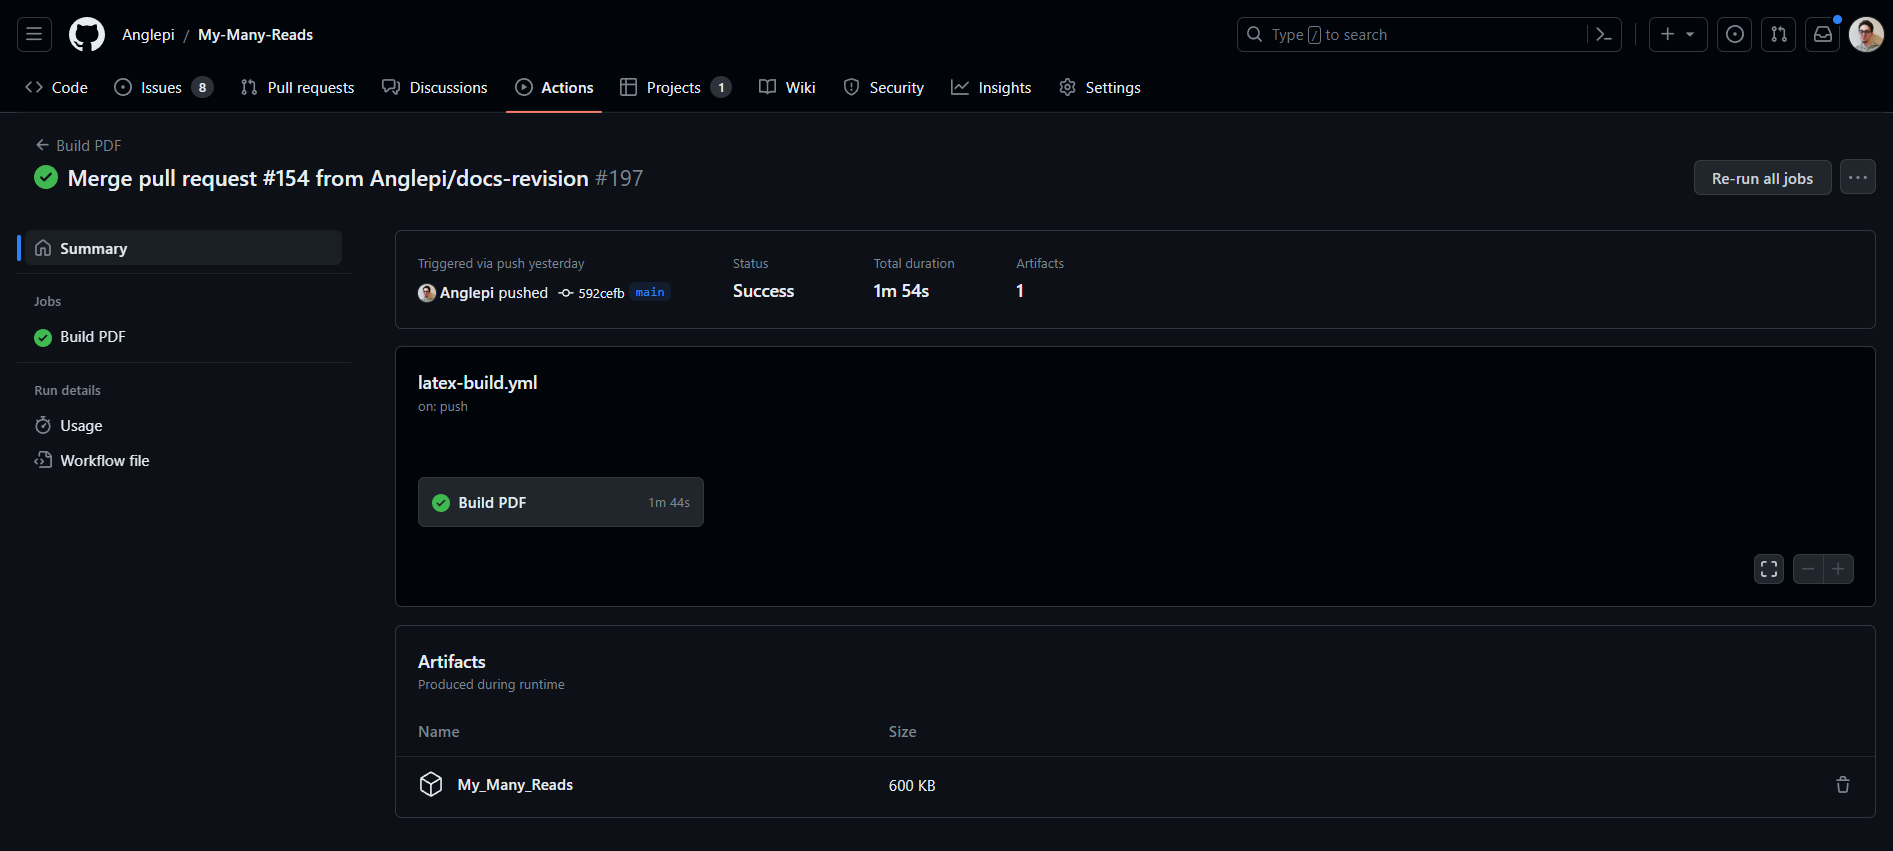 Anglepi / My-Many-Reads
Type / to search
Code
Issues 8
Pull requests
Discussions
Actions
Projects 1
Wiki
Security
Insights
Settings
Build PDF
Merge pull request #154 from Anglepi/docs-revision #197
Re-run all jobs
Summary
Jobs
Build PDF
Run details
Usage
Workflow file
Triggered via push yesterday
Anglepi pushed 592cefb main
Status
Success
Total duration
1m 54s
Artifacts
1
latex-build.yml
on: push
Build PDF 1m 44s
Artifacts
Produced during runtime
Name Size
My_Many_Reads 600 KB